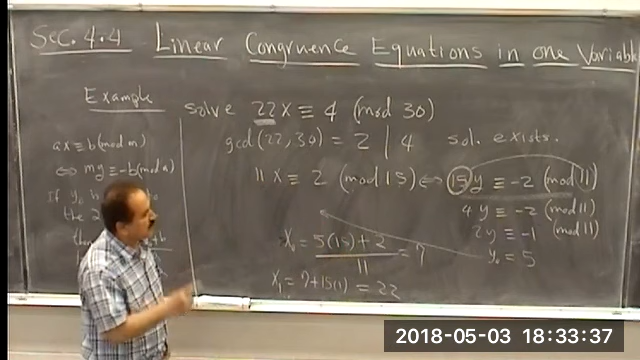 Sec. 4.4 Linear Congruence Equations in one Variable
Example
solve 22x ≡ 4 (mod 30)
ax ≡ b (mod m)
⇔ my ≡ -b (mod a)
If y₀
the
then
gcd(22, 30) = 2 | 4 sol. exists.
11x ≡ 2 (mod 15) ⇔ 15y ≡ -2 (mod 11)
4y ≡ -2 (mod 11)
2y ≡ -1 (mod 11)
y₀ = 5
x₀ = 5(15) + 2 / 11 = 7
x₁ = 7 + 15(1) = 22
2018-05-03 18:33:37